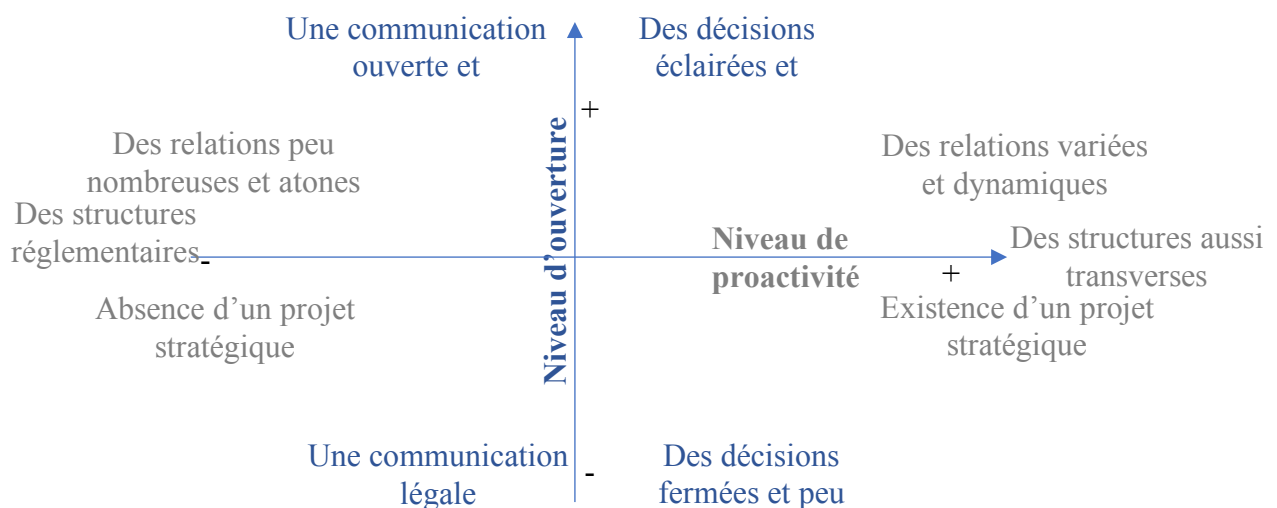 Une communication
ouverte et
Des décisions
éclairées et
+
Niveau d'ouverture
Des relations peu
nombreuses et atones
Des relations variées
et dynamiques
Des structures
réglementaires
-
Niveau de
proactivité
+
Des structures aussi
transverses
Absence d'un projet
stratégique
Existence d'un projet
stratégique
Une communication
légale
-
Des décisions
fermées et peu